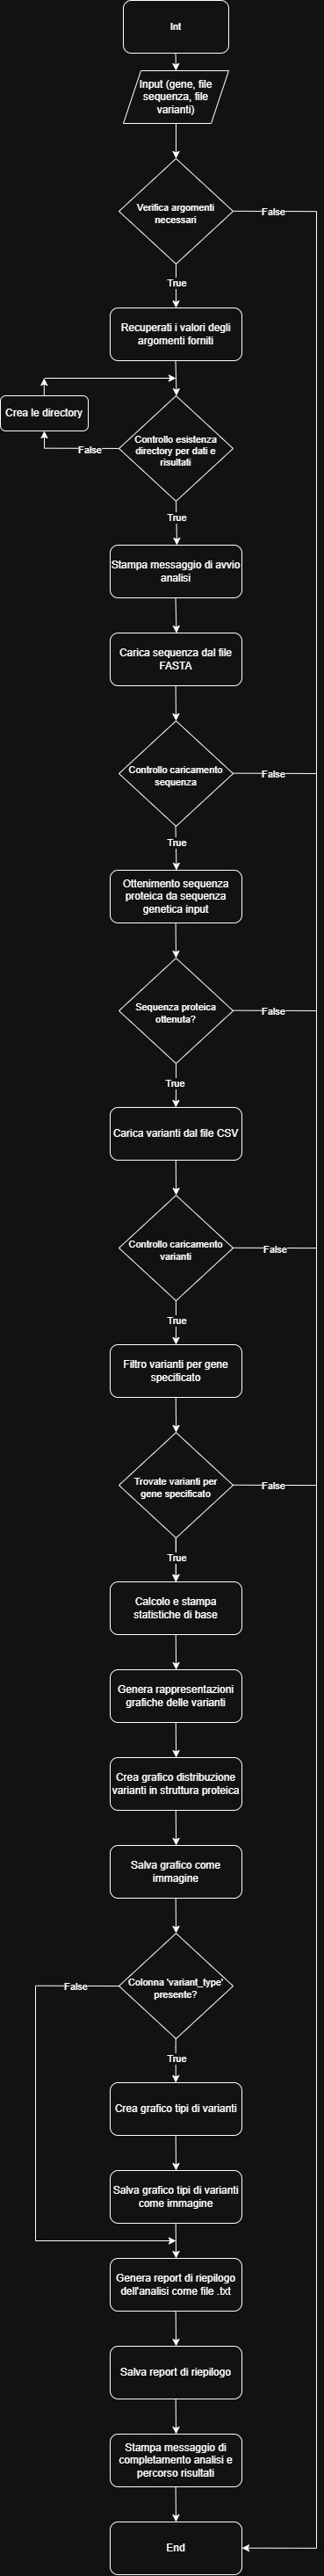 Int
Input (gene, file
sequenza, file
varianti)
Verifica argomenti
necessari
False
True
Recuperati i valori degli
argomenti forniti
Crea le directory
Controllo esistenza
directory per dati e
risultati
False
True
Stampa messaggio di avvio
analisi
Carica sequenza dal file
FASTA
Controllo caricamento
sequenza
False
True
Ottenimento sequenza
proteica da sequenza
genetica input
Sequenza proteica
ottenuta?
False
True
Carica varianti dal file CSV
Controllo caricamento
varianti
False
True
Filtro varianti per gene
specificato
Trovate varianti per
gene specificato
False
True
Calcolo e stampa
statistiche di base
Genera rappresentazioni
grafiche delle varianti
Crea grafico distribuzione
varianti in struttura proteica
Salva grafico come
immagine
Colonna 'variant_type'
presente?
False
True
Crea grafico tipi di varianti
Salva grafico tipi di varianti
come immagine
Genera report di riepilogo
dell'analisi come file .txt
Salva report di riepilogo
Stampa messaggio di
completamento analisi e
percorso risultati
End